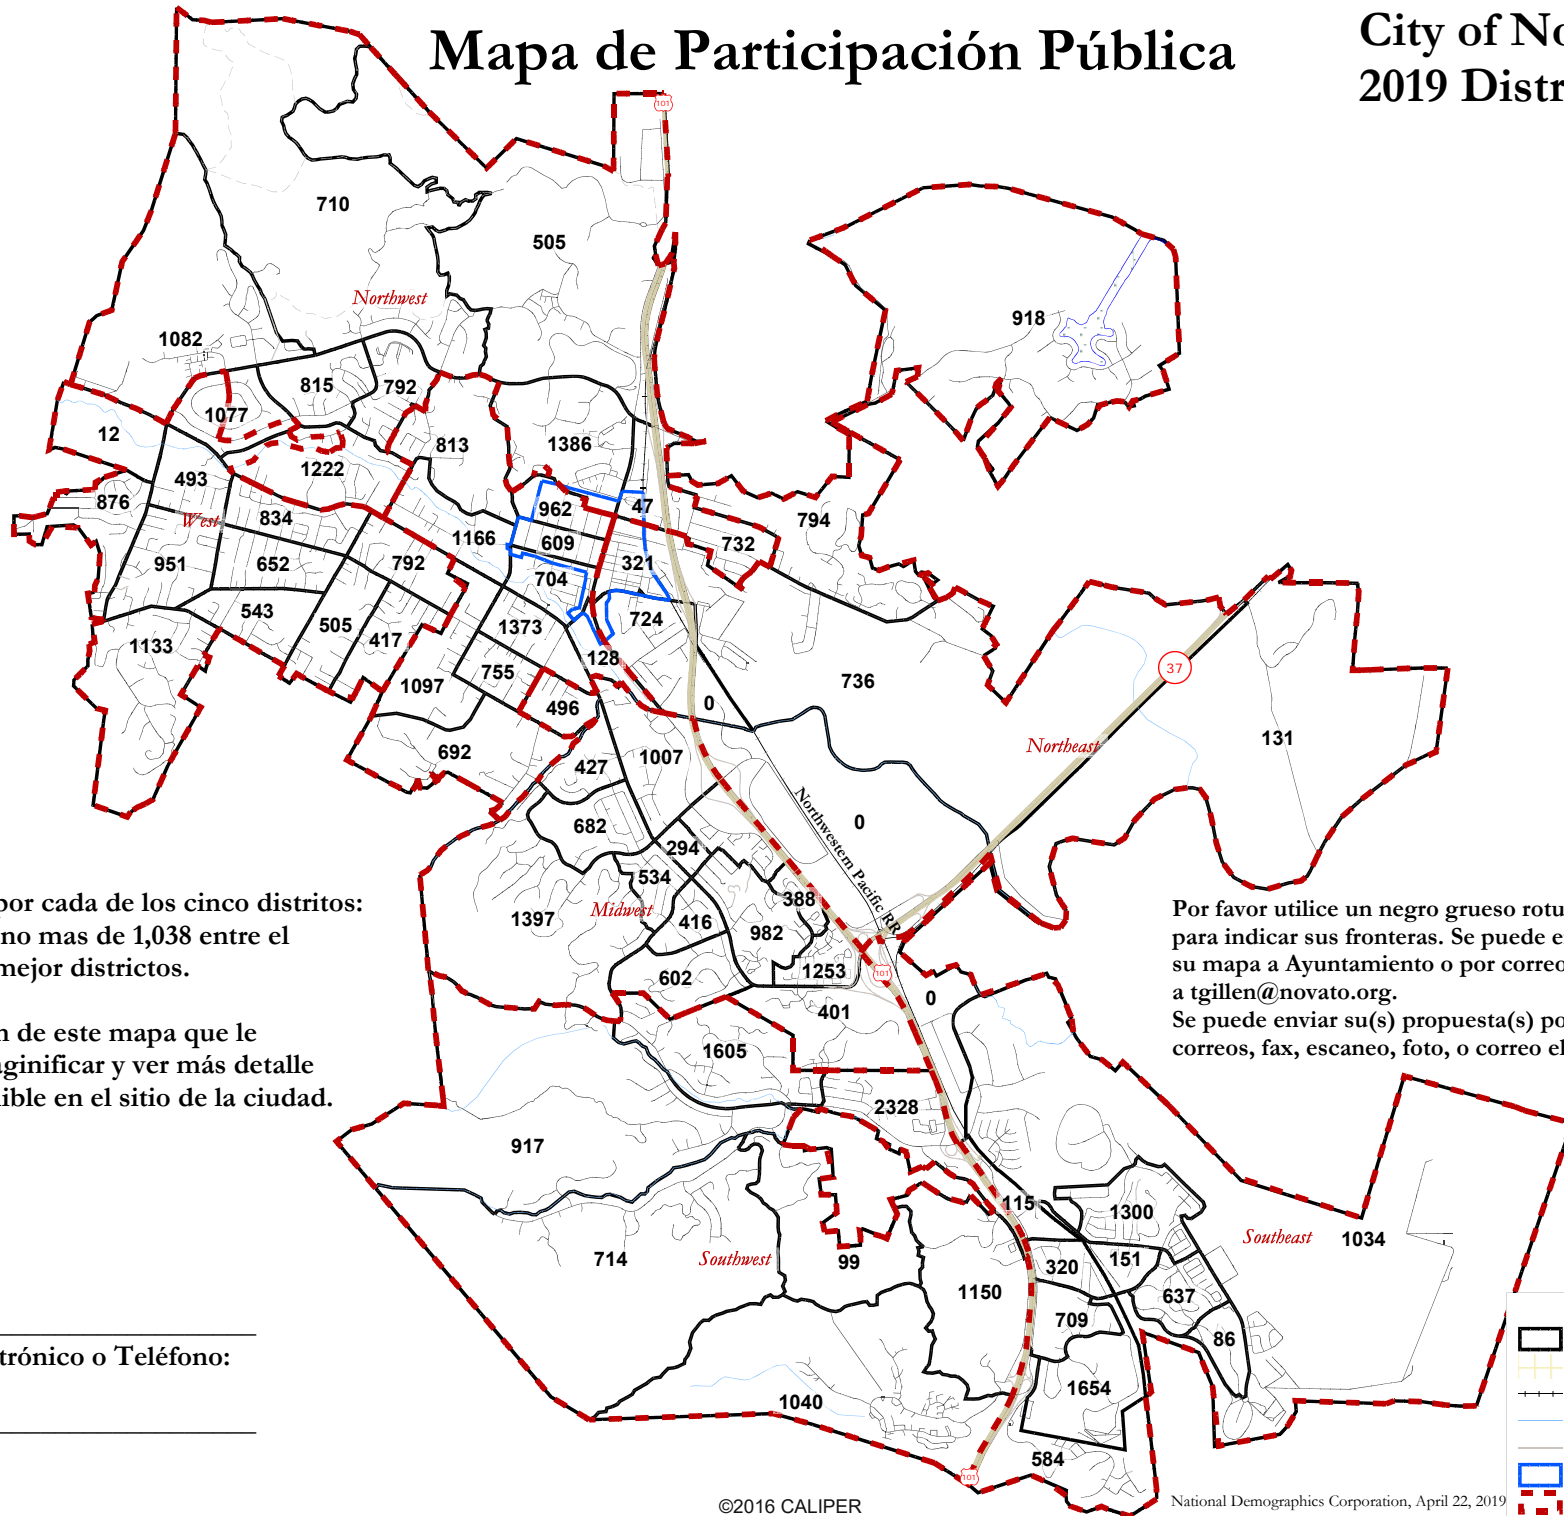 Mapa de Participación Pública
City of No
2019 Distr
101
710
505
Northwest
918
1082
815
792
1077
12
813
1386
493
1222
876
962
47
West
834
794
1166
609
732
951
652
792
321
704
543
505
1373
724
417
1133
128
37
755
1097
736
0
496
Northeast
131
692
1007
427
Northwestern Pacific RR
682
0
294
534
388
1397
Midwest
416
982
602
1253
0
401
por cada de los cinco distritos:
no mas de 1,038 entre el
mejor districtos.
n de este mapa que le
aginificar y ver más detalle
nible en el sitio de la ciudad.
Por favor utilice un negro grueso rotu
para indicar sus fronteras. Se puede e
su mapa a Ayuntamiento o por correo
a tgillen@novato.org.
Se puede enviar su(s) propuesta(s) po
correos, fax, escaneo, foto, o correo el
101
1605
2328
917
115
1300
Southeast
1034
714
Southwest
99
320
151
1150
637
709
86
trónico o Teléfono:
1654
1040
584
101
©2016 CALIPER
National Demographics Corporation, April 22, 2019